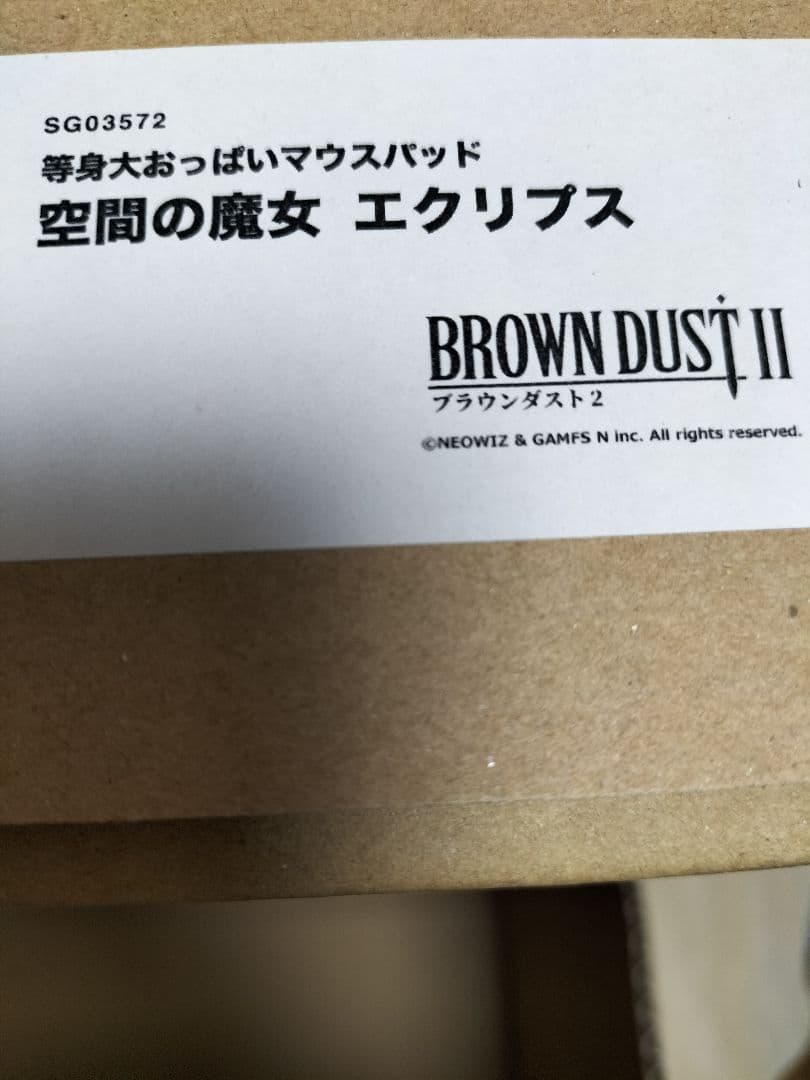 SG03572
等身大おっぱいマウスパッド
空間の魔女 エクリプス
BROWN DUST II
ブラウンダスト2
©NEOWIZ & GAMFS N inc. All rights reserved.